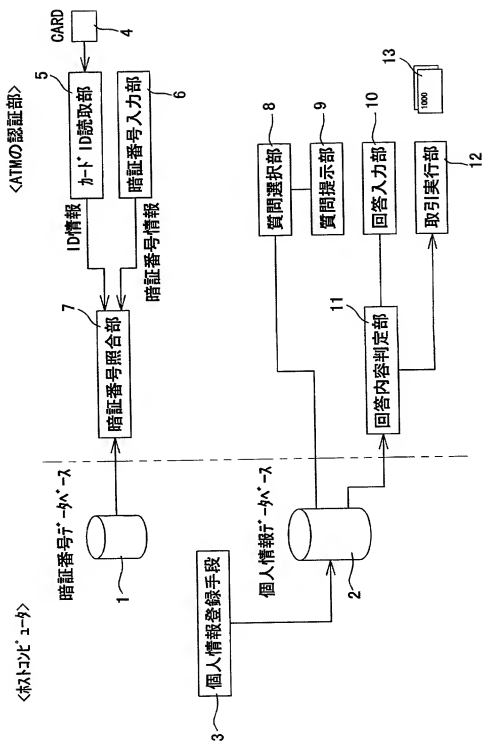 <ホストコンピュータ>
<ATMの認証部>
暗証番号データベース
1
暗証番号照合部
7
ID情報
暗証番号情報
カードID読取部
5
CARD
4
暗証番号入力部
6
個人情報登録手段
3
個人情報データベース
2
質問選択部
8
質問提示部
9
回答入力部
10
回答内容判定部
11
取引実行部
12
1000
13